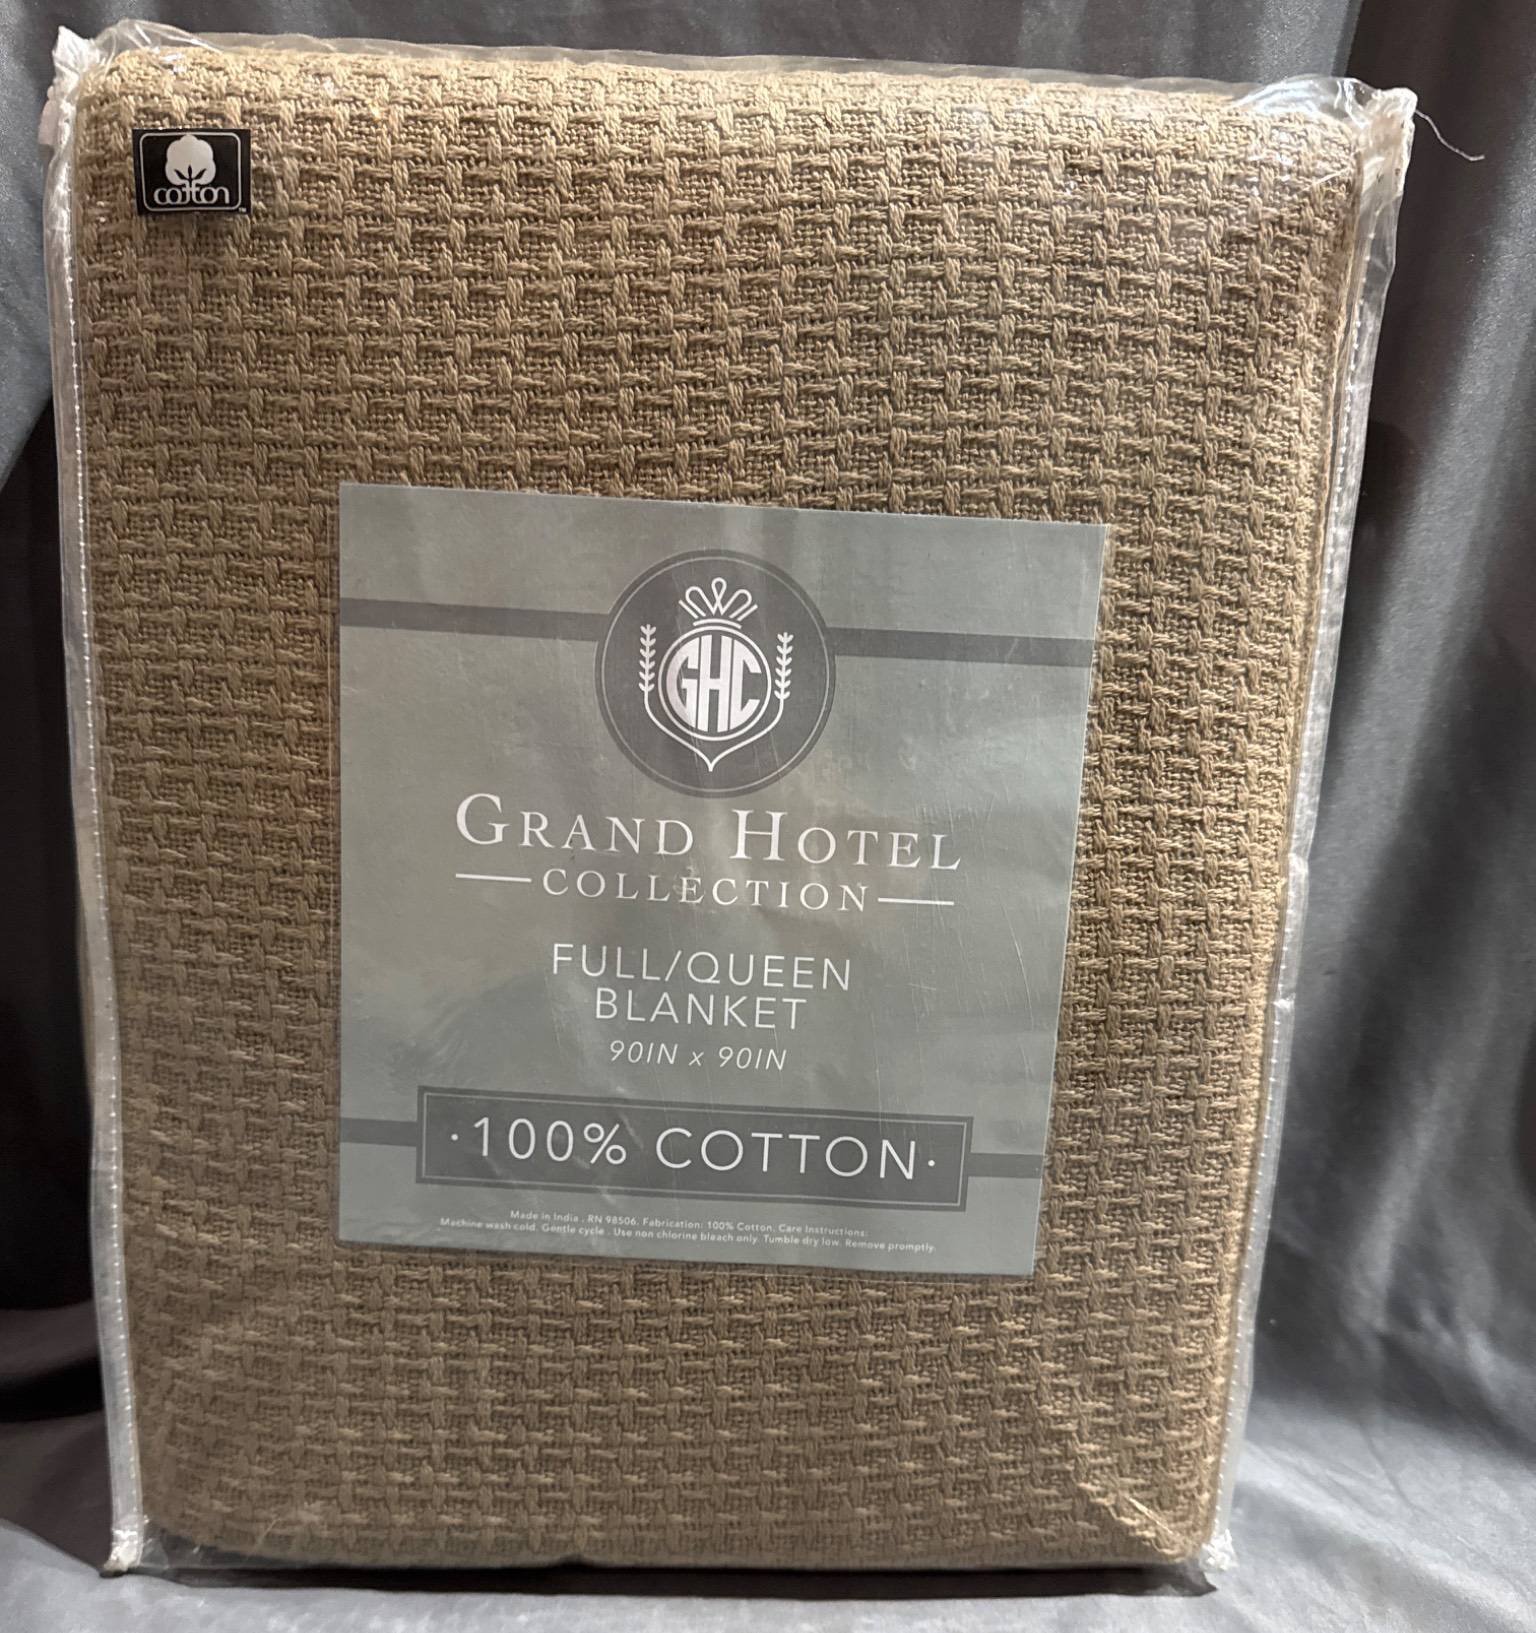 cotton
GHC
GRAND HOTEL
COLLECTION
FULL/QUEEN
BLANKET
90IN x 90IN
·100% COTTON·
Made in India . RN 98506. Fabrication: 100% Cotton. Care Instructions:
Machine wash cold. Gentle cycle . Use non chlorine bleach only. Tumble dry low. Remove promptly.